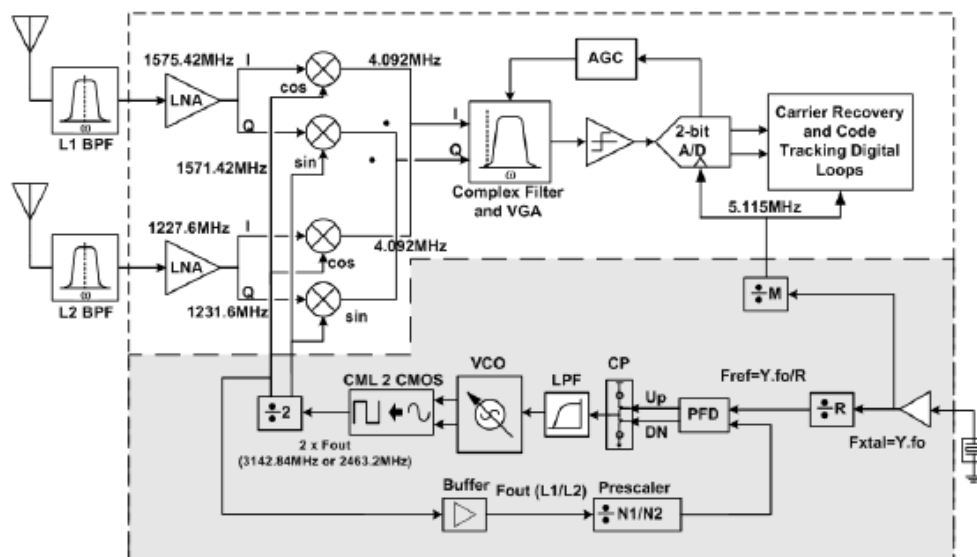 1575.42MHz
I
4.092MHz
cos
LNA
L1 BPF
ω
Q
sin
1571.42MHz
AGC
I
Q
ω
Complex Filter
and VGA
2-bit
A/D
Carrier Recovery
and Code
Tracking Digital
Loops
5.115MHz
1227.6MHz
I
4.092MHz
cos
LNA
L2 BPF
ω
Q
sin
1231.6MHz
÷M
VCO
LPF
CP
Up
DN
PFD
Fref=Y.fo/R
÷R
Fxtal=Y.fo
CML 2 CMOS
÷2
2 x Fout
(3142.84MHz or 2463.2MHz)
Buffer
Fout (L1/L2)
Prescaler
÷ N1/N2